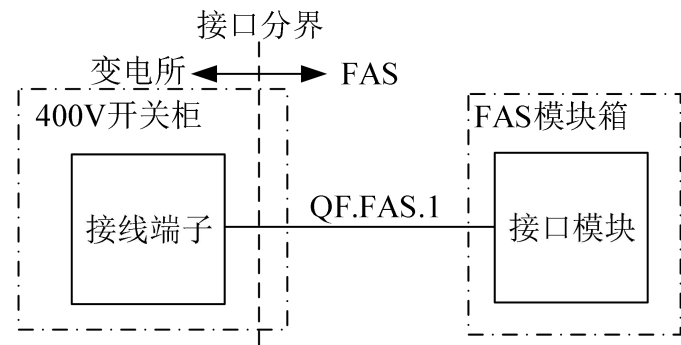 接口分界
变电所
FAS
400V开关柜
FAS模块箱
QF.FAS.1
接线端子
接口模块